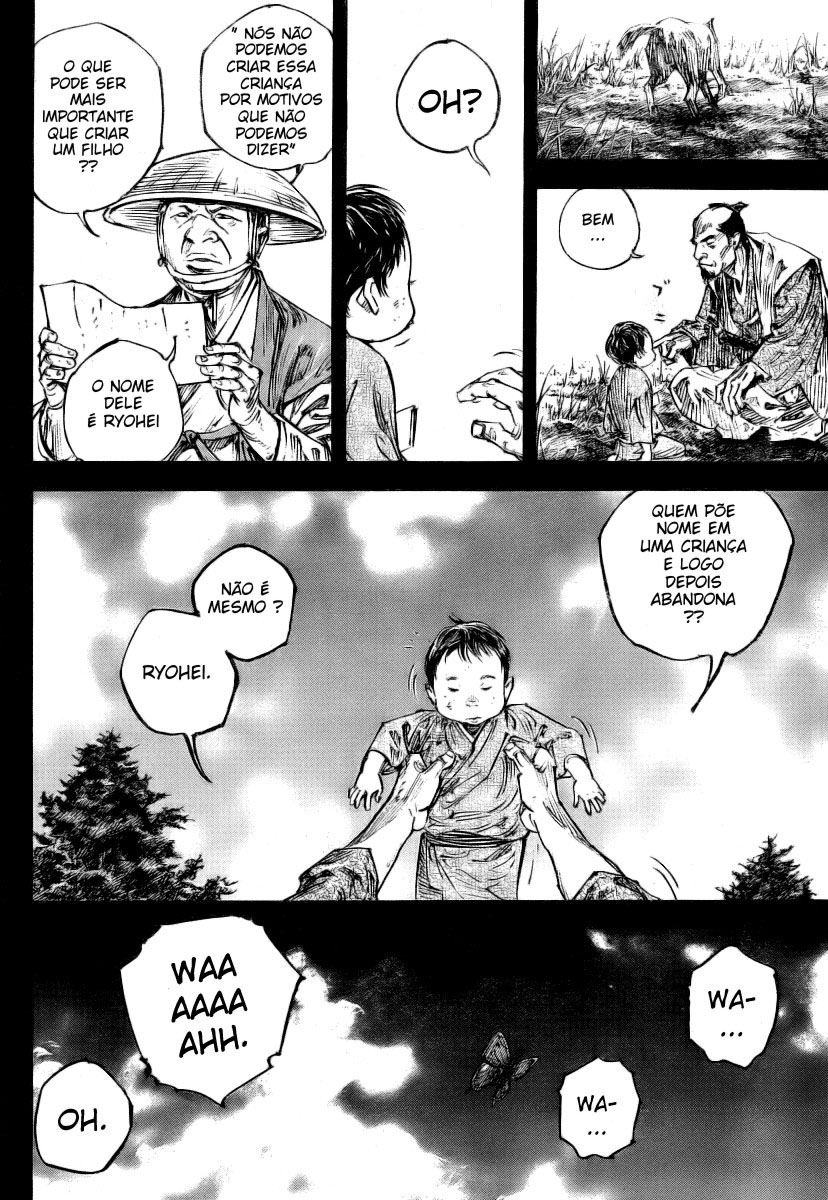 BEM
...
OH?
" NÓS NÃO
PODEMOS
CRIAR ESSA
CRIANÇA
POR MOTIVOS
QUE NÃO
PODEMOS
DIZER"
O QUE
PODE SER
MAIS
IMPORTANTE
QUE CRIAR
UM FILHO
??
O NOME
DELE
É RYOHEI
QUEM PÕE
NOME EM
UMA CRIANÇA
E LOGO
DEPOIS
ABANDONA
??
NÃO É
MESMO ?
RYOHEI.
WA-
...
WA-
...
WAA
AAAA
AHH.
OH.